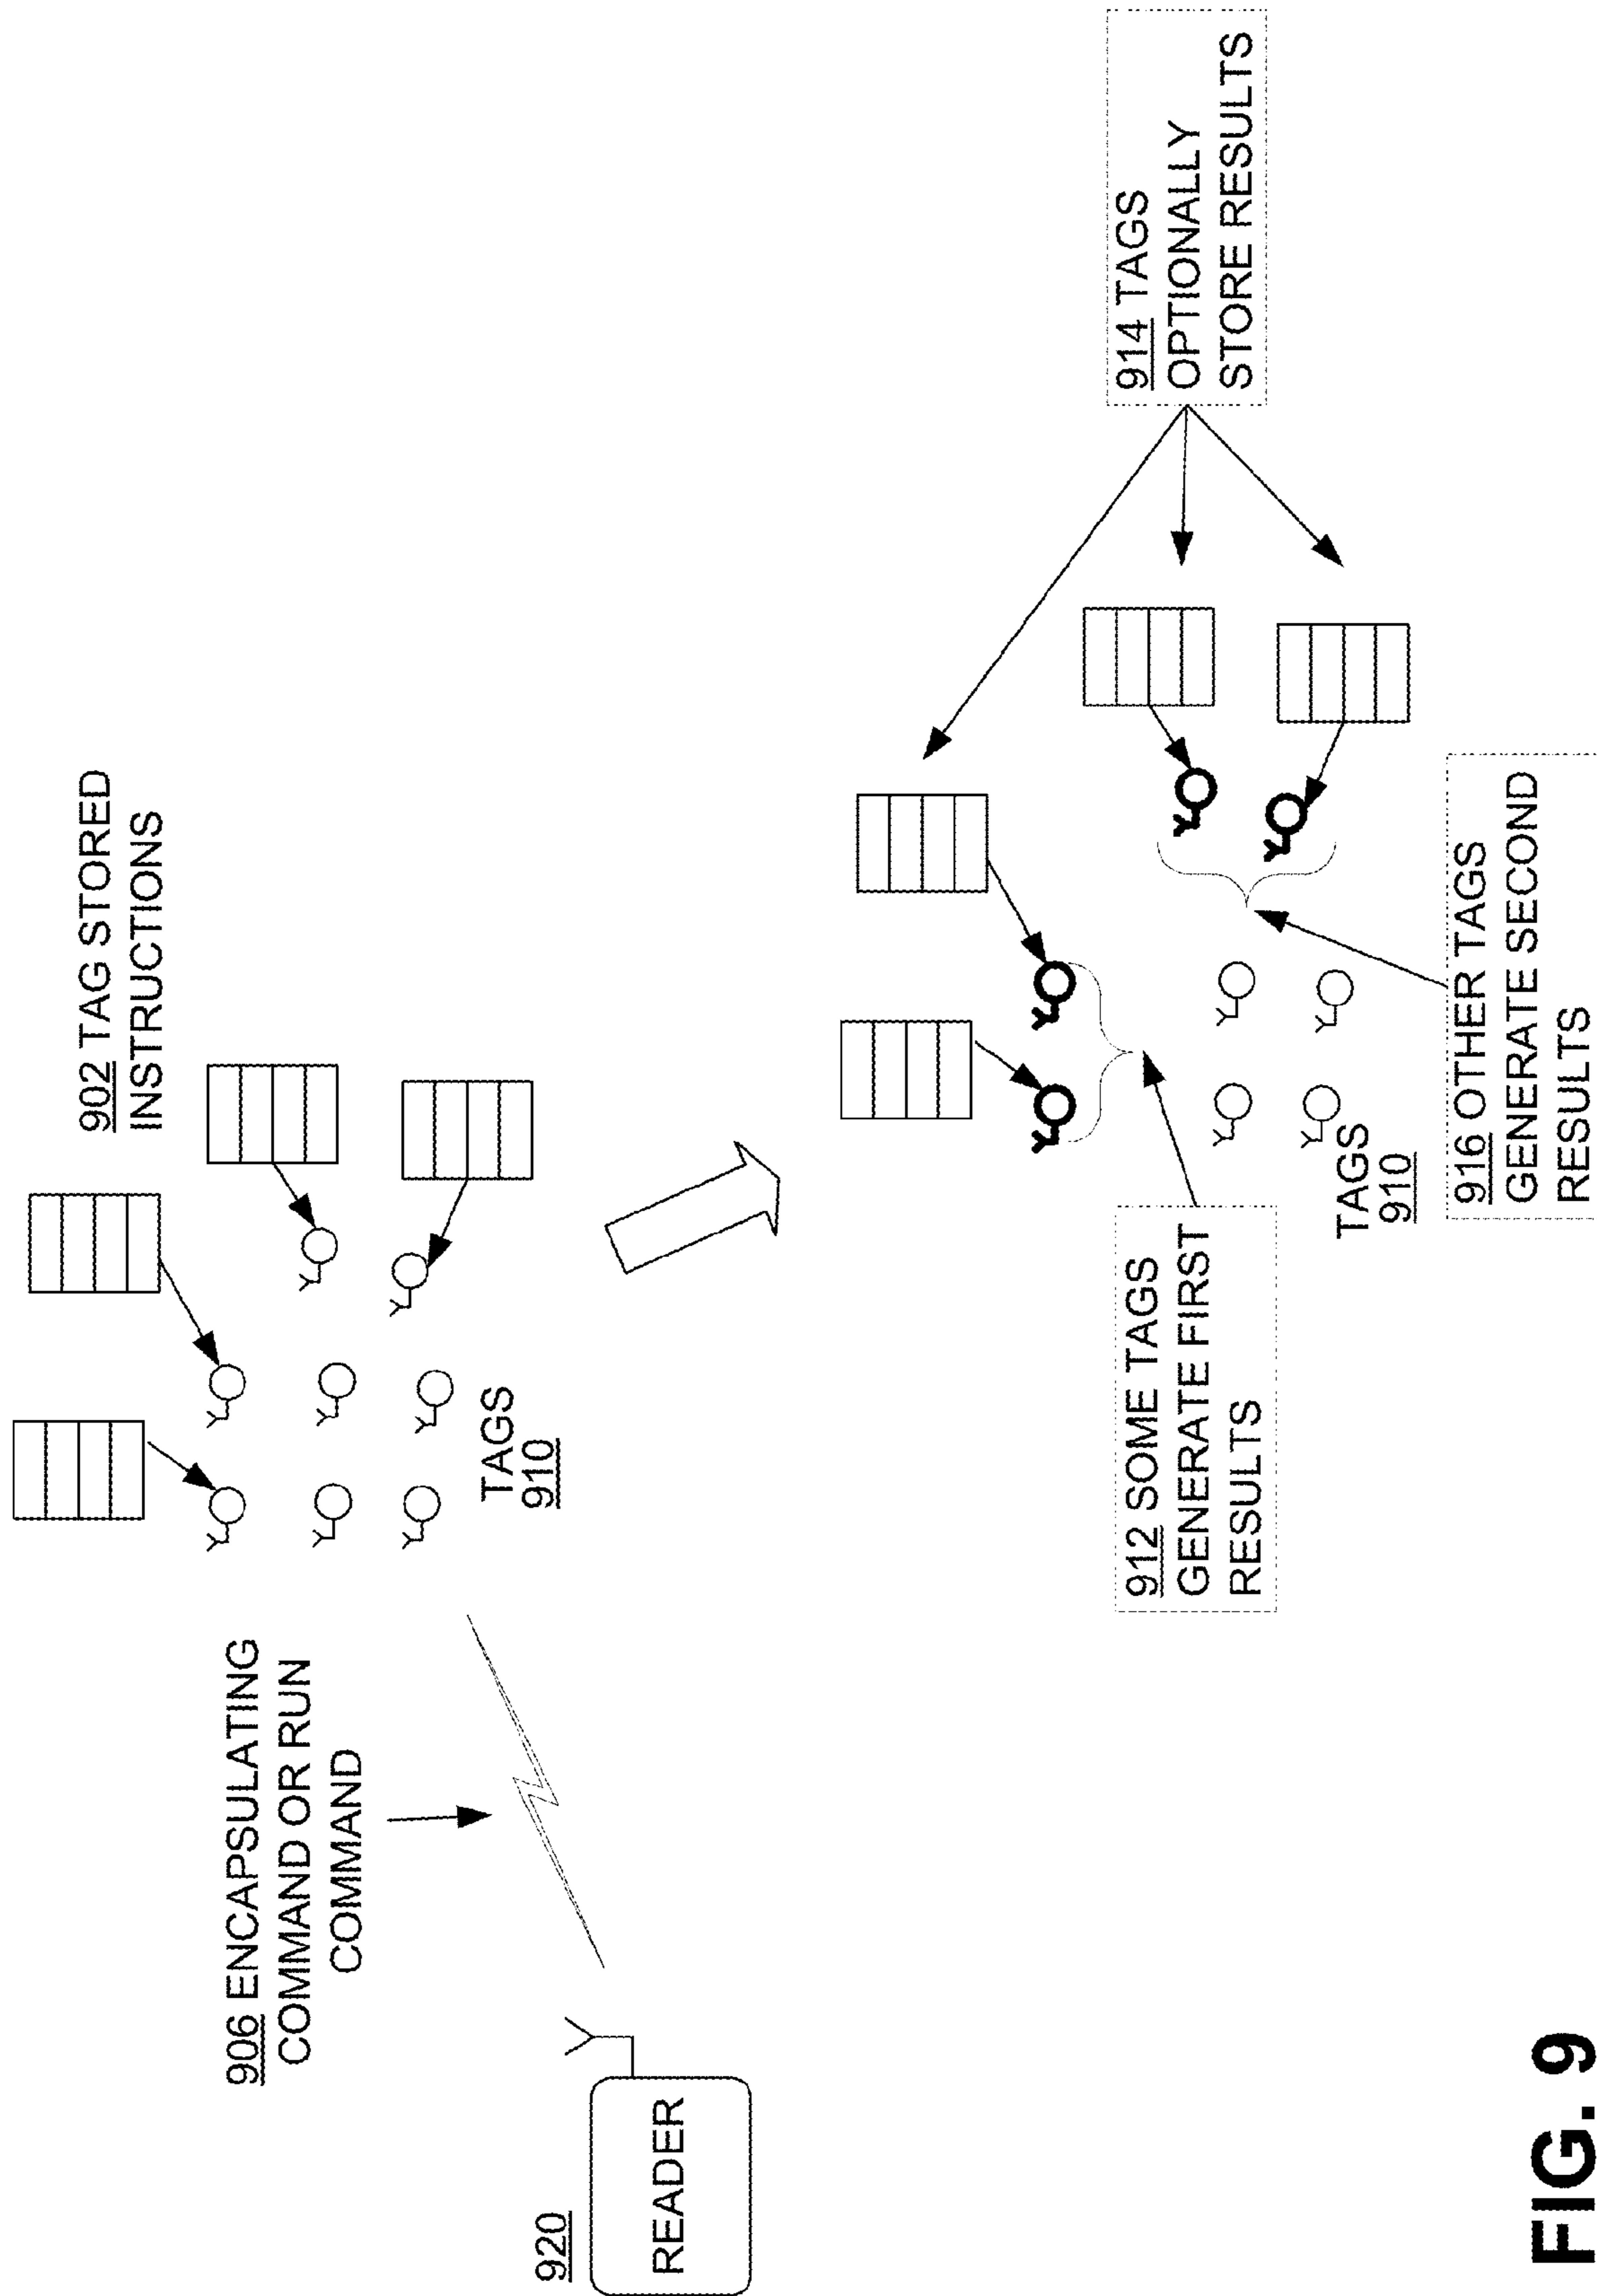 902 TAG STORED
INSTRUCTIONS
906 ENCAPSULATING
COMMAND OR RUN
COMMAND
TAGS
910
920
READER
914 TAGS
OPTIONALLY
STORE RESULTS
912 SOME TAGS
GENERATE FIRST
RESULTS
TAGS
910
916 OTHER TAGS
GENERATE SECOND
RESULTS
FIG. 9